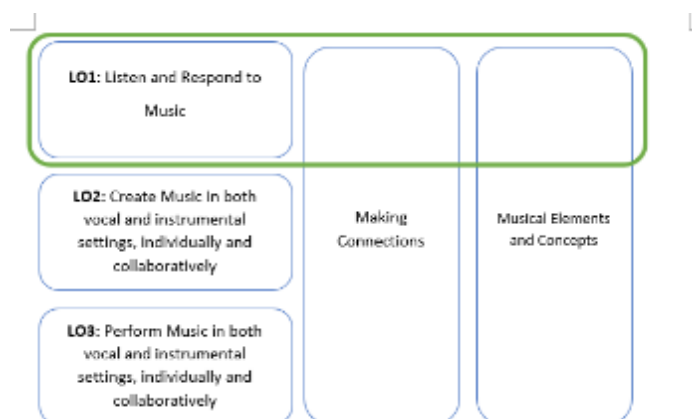 LO1: Listen and Respond to
Music
LO2: Create Music in both
vocal and instrumental
settings, individually and
collaboratively
LO3: Perform Music in both
vocal and instrumental
settings, individually and
collaboratively
Making
Connections
Musical Elements
and Concepts